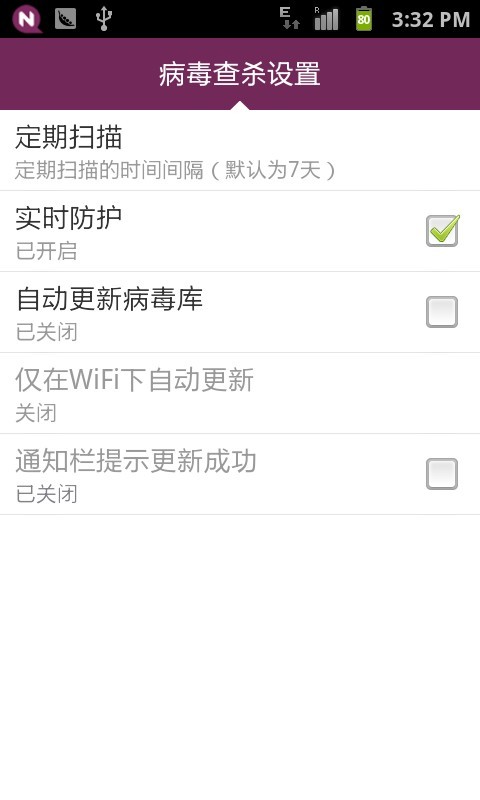 N
E
R
80
3:32 PM
病毒查杀设置
定期扫描
定期扫描的时间间隔（默认为7天）
实时防护
已开启
自动更新病毒库
已关闭
仅在WiFi下自动更新
关闭
通知栏提示更新成功
已关闭